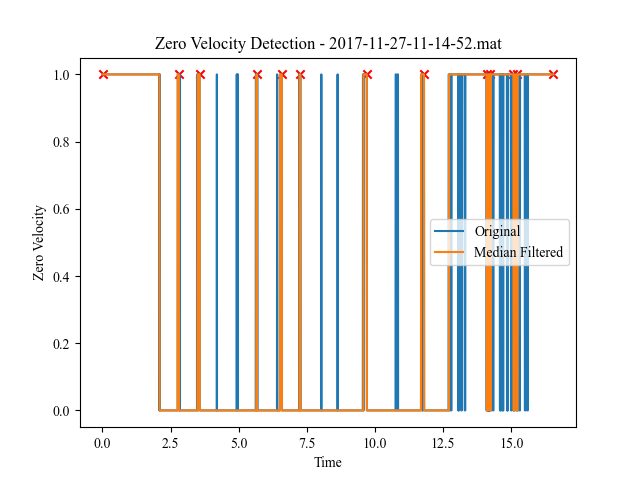 Zero Velocity Detection - 2017-11-27-11-14-52.mat
1.0
0.8
0.6
0.4
0.2
0.0
Zero Velocity
Original
Median Filtered
0.0 2.5 5.0 7.5 10.0 12.5 15.0
Time